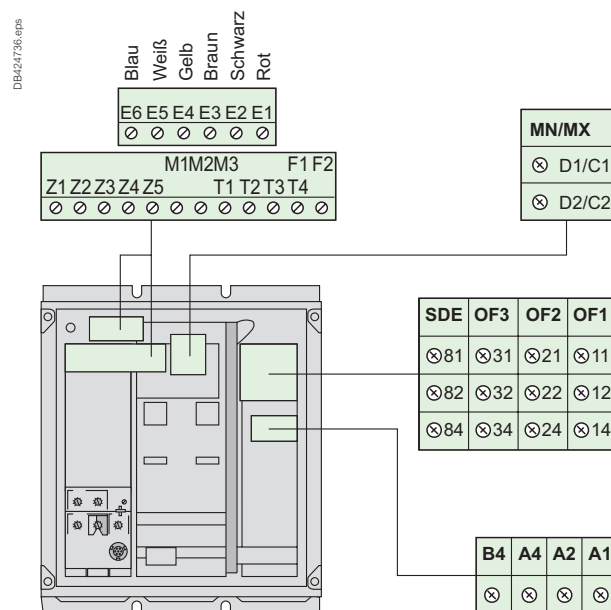 DB424736.eps
Blau
Weiß
Gelb
Braun
Schwarz
Rot
E6 E5 E4 E3 E2 E1
M1M2M3 F1 F2
Z1 Z2 Z3 Z4 Z5 T1 T2 T3 T4
MN/MX
D1/C1
D2/C2
SDE OF3 OF2 OF1
81 31 21 11
82 32 22 12
84 34 24 14
B4 A4 A2 A1